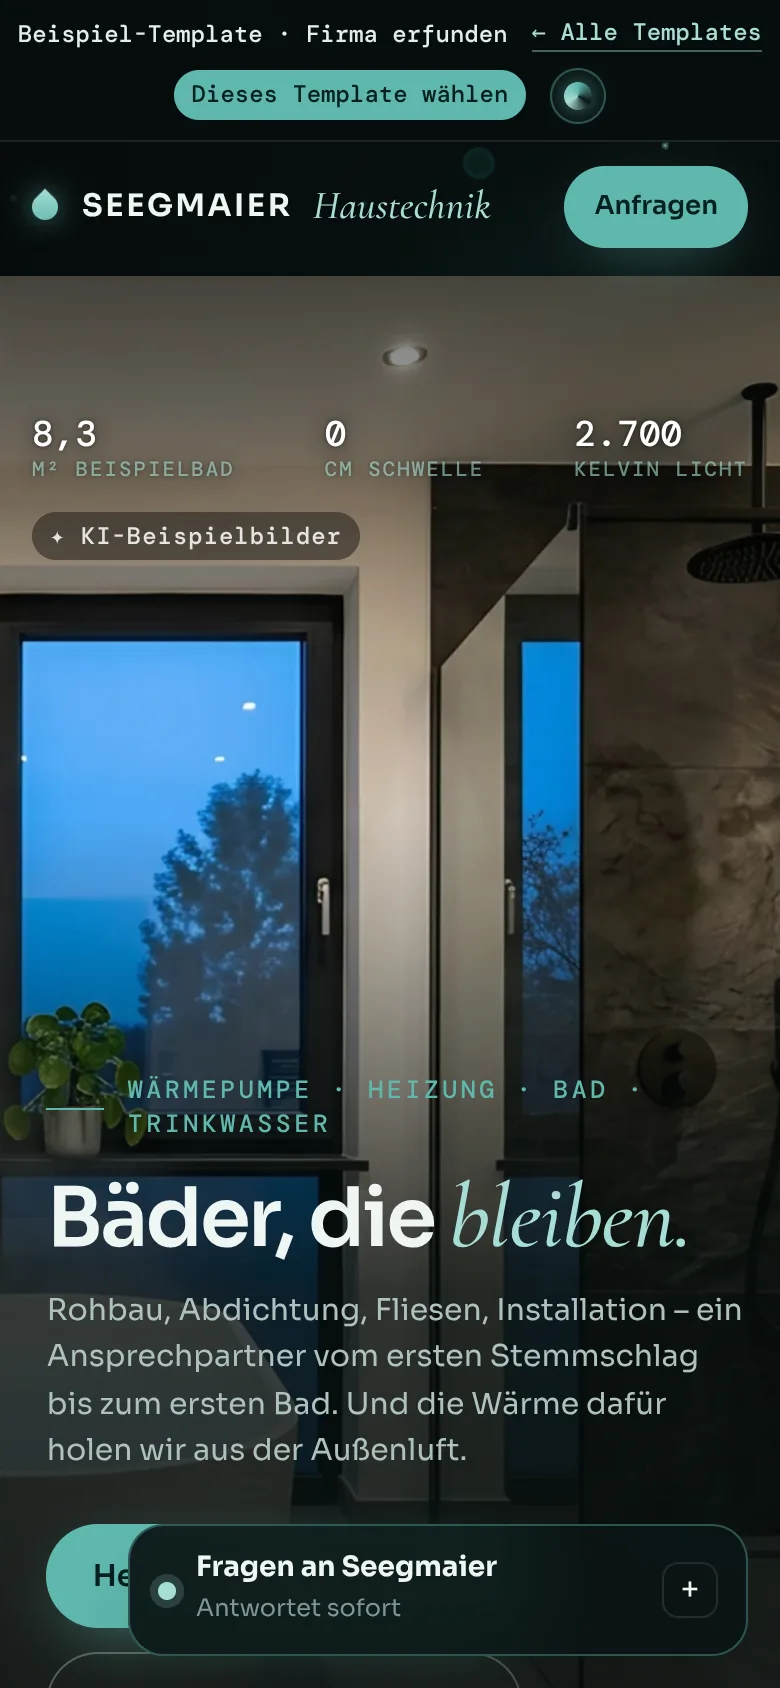 Beispiel-Template · Firma erfunden ← Alle Templates
Dieses Template wählen
SEEGMAIER Haustechnik
Anfragen
8,3
M² BEISPIELBAD
0
CM SCHWELLE
2.700
KELVIN LICHT
✦ KI-Beispielbilder
WÄRMEPUMPE · HEIZUNG · BAD ·
TRINKWASSER
Bäder, die bleiben.
Rohbau, Abdichtung, Fliesen, Installation – ein
Ansprechpartner vom ersten Stemmschlag
bis zum ersten Bad. Und die Wärme dafür
holen wir aus der Außenluft.
Fragen an Seegmaier
Antwortet sofort
+